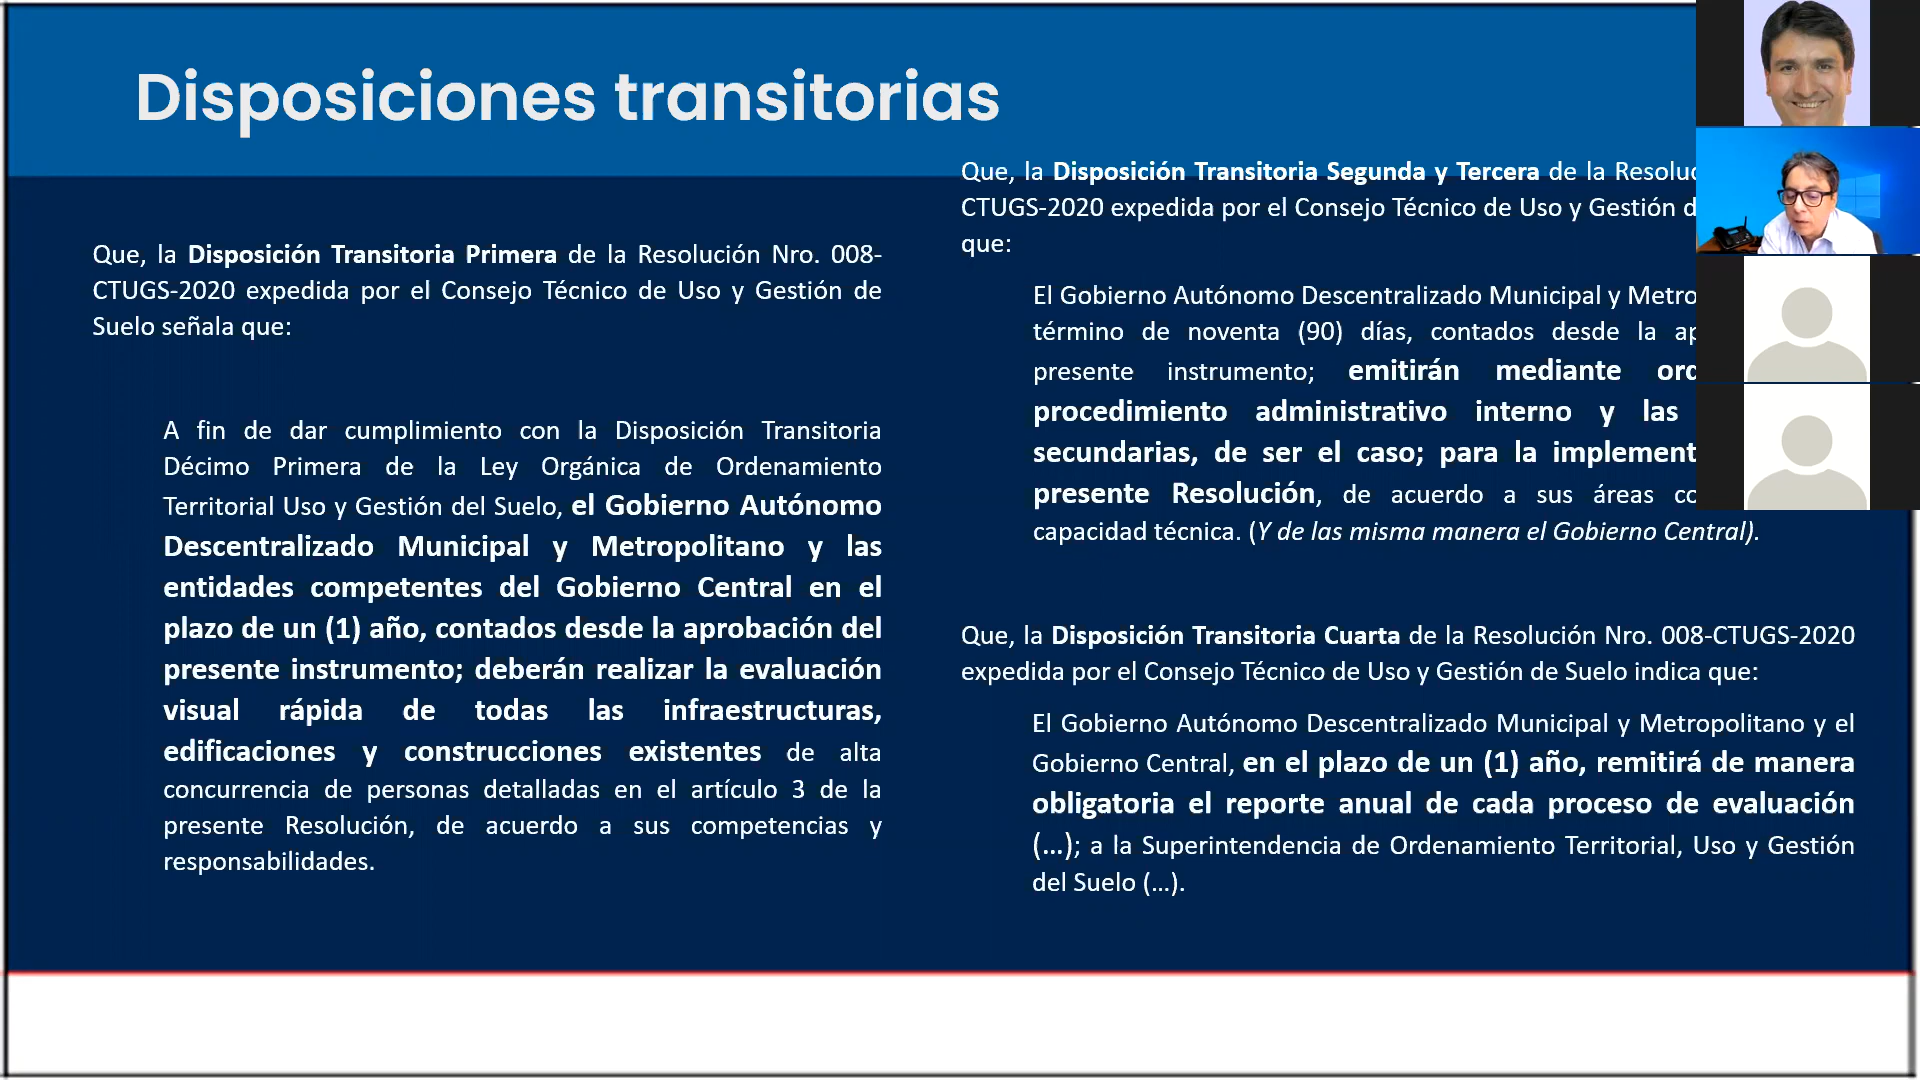 Disposiciones transitorias
Que, la Disposición Transitoria Primera de la Resolución Nro. 008-
CTUGS-2020 expedida por el Consejo Técnico de Uso y Gestión de
Suelo señala que:
A fin de dar cumplimiento con la Disposición Transitoria
Décimo Primera de la Ley Orgánica de Ordenamiento
Territorial Uso y Gestión del Suelo, el Gobierno Autónomo
Descentralizado Municipal y Metropolitano y las
entidades competentes del Gobierno Central en el
plazo de un (1) año, contados desde la aprobación del
presente instrumento; deberán realizar la evaluación
visual rápida de todas las infraestructuras,
edificaciones y construcciones existentes de alta
concurrencia de personas detalladas en el artículo 3 de la
presente Resolución, de acuerdo a sus competencias y
responsabilidades.
Que, la Disposición Transitoria Segunda y Tercera de la
CTUGS-2020 expedida por el Consejo Técnico de Uso y Gestión
que:
El Gobierno Autónomo Descentralizado Municipal y
término de noventa (90) días, contados desde la
presente instrumento; emitirán mediante
procedimiento administrativo interno y las
secundarias, de ser el caso; para la
presente Resolución, de acuerdo a sus áreas
capacidad técnica. (Y de las misma manera el Gobierno Central).
Que, la Disposición Transitoria Cuarta de la Resolución Nro. 008-CTUGS-2020
expedida por el Consejo Técnico de Uso y Gestión de Suelo indica que:
El Gobierno Autónomo Descentralizado Municipal y Metropolitano y el
Gobierno Central, en el plazo de un (1) año, remitirá de manera
obligatoria el reporte anual de cada proceso de evaluación
(...); a la Superintendencia de Ordenamiento Territorial, Uso y Gestión
del Suelo (...).